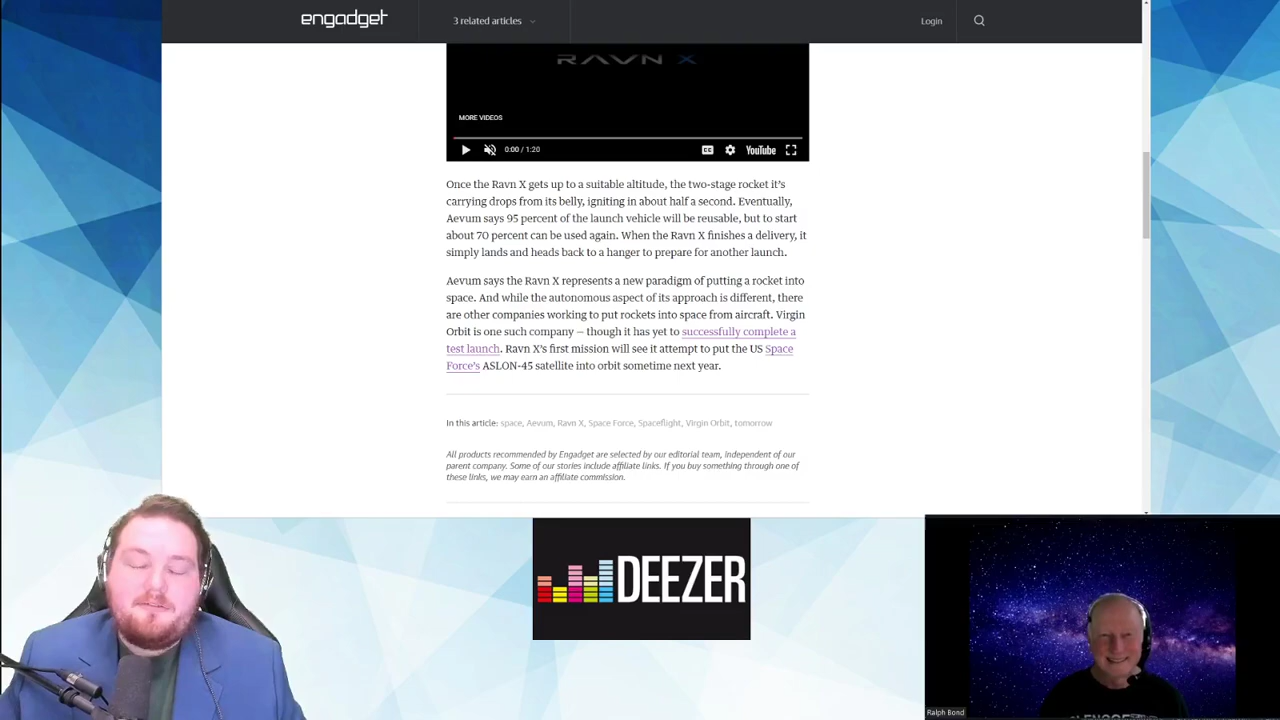 engadget
3 related articles
Login
RAVN X
MORE VIDEOS
0:00 / 1:20
CC
YouTube
Once the Ravn X gets up to a suitable altitude, the two-stage rocket it's
carrying drops from its belly, igniting in about half a second. Eventually,
Aevum says 95 percent of the launch vehicle will be reusable, but to start
about 70 percent can be used again. When the Ravn X finishes a delivery, it
simply lands and heads back to a hanger to prepare for another launch.
Aevum says the Ravn X represents a new paradigm of putting a rocket into
space. And while the autonomous aspect of its approach is different, there
are other companies working to put rockets into space from aircraft. Virgin
Orbit is one such company — though it has yet to successfully complete a
test launch. Ravn X's first mission will see it attempt to put the US Space
Force's ASLON-45 satellite into orbit sometime next year.
In this article: space, Aevum, Ravn X, Space Force, Spaceflight, Virgin Orbit, tomorrow
All products recommended by Engadget are selected by our editorial team, independent of our
parent company. Some of our stories include affiliate links. If you buy something through one of
these links, we may earn an affiliate commission.
DEEZER
Ralph Bond